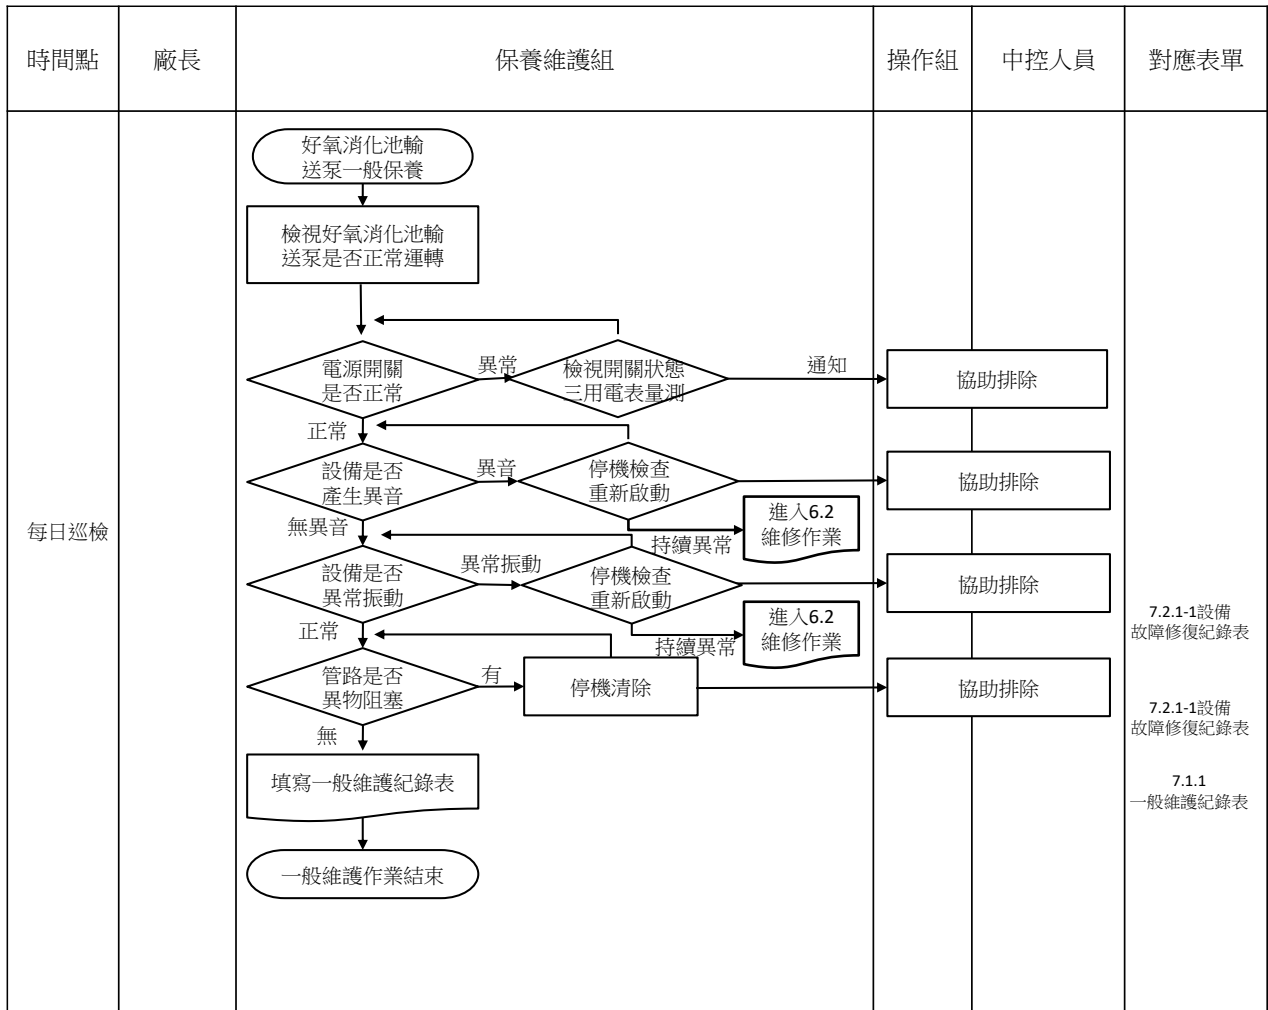 時間點
廠長
保養維護組
操作組
中控人員
對應表單
每日巡檢
好氧消化池輸
送泵一般保養
檢視好氧消化池輸
送泵是否正常運轉
電源開關
是否正常
異常
檢視開關狀態
三用電表量測
通知
協助排除
正常
設備是否
產生異音
異音
停機檢查
重新啟動
協助排除
持續異常
進入6.2
維修作業
無異音
設備是否
異常振動
異常振動
停機檢查
重新啟動
協助排除
持續異常
進入6.2
維修作業
7.2.1-1設備
故障修復紀錄表
正常
管路是否
異物阻塞
有
停機清除
協助排除
7.2.1-1設備
故障修復紀錄表
無
填寫一般維護紀錄表
7.1.1
一般維護紀錄表
一般維護作業結束